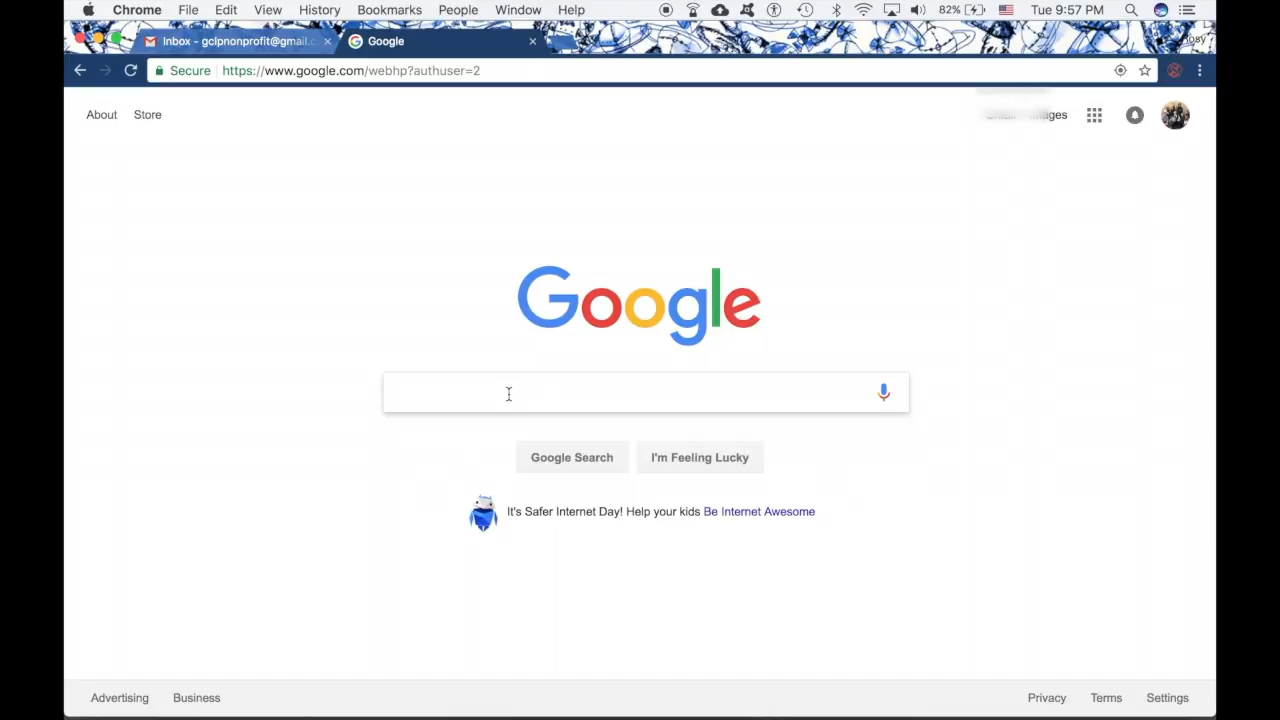 Chrome File Edit View History Bookmarks People Window Help 82% Tue 9:57 PM
Inbox - gclpnonprofit@gmail.c Google
Secure https://www.google.com/webhp?authuser=2
About Store
Google
Google Search I'm Feeling Lucky
It's Safer Internet Day! Help your kids Be Internet Awesome
Advertising Business Privacy Terms Settings